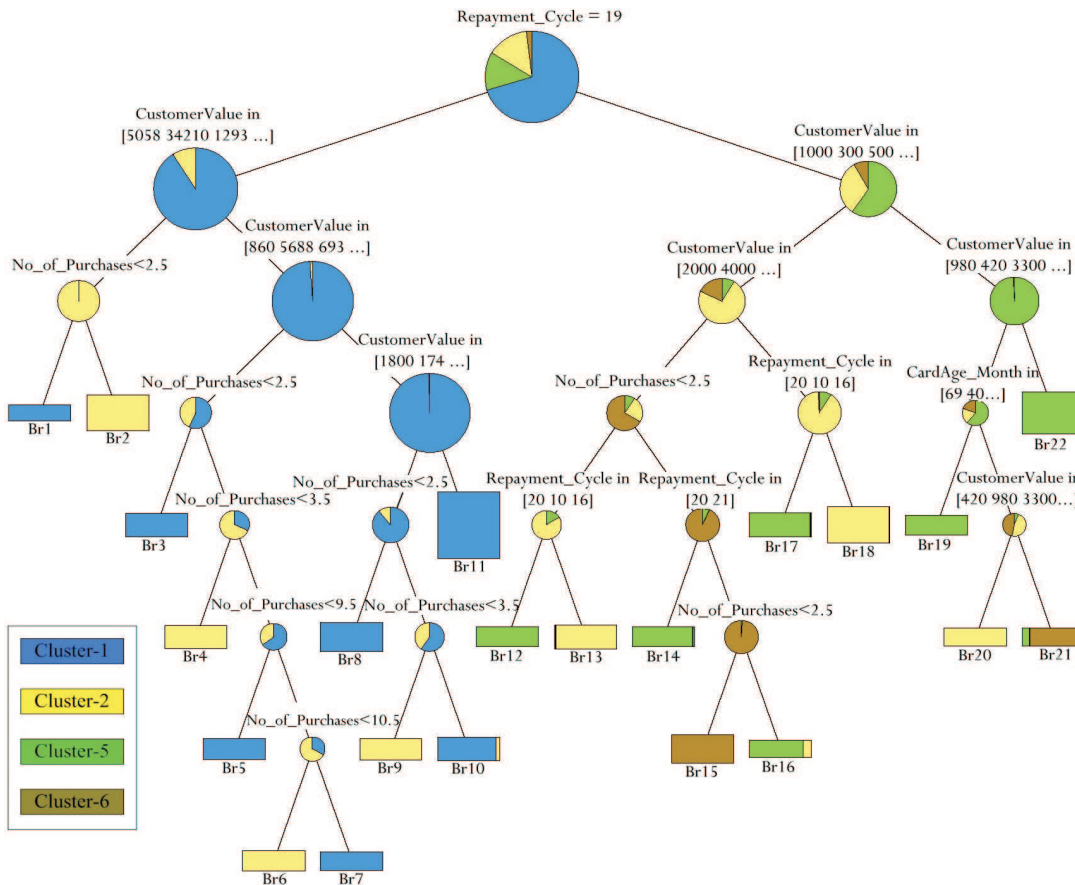 Repayment_Cycle = 19
CustomerValue in
[5058 34210 1293 ...]
CustomerValue in
[1000 300 500 ...]
CustomerValue in
[860 5688 693 ...]
CustomerValue in
[2000 4000 ...]
CustomerValue in
[980 420 3300 ...]
No_of_Purchases<2.5
CustomerValue in
[1800 174 ...]
Repayment_Cycle in
[20 10 16]
No_of_Purchases<2.5
No_of_Purchases<2.5
CardAge_Month in
[69 40...]
Br1
Br2
Br22
No_of_Purchases<2.5
Repayment_Cycle in
[20 10 16]
Repayment_Cycle in
[20 21]
CustomerValue in
[420 980 3300...]
No_of_Purchases<3.5
Br3
Br11
Br17
Br18
Br19
No_of_Purchases<9.5
No_of_Purchases<3.5
No_of_Purchases<2.5
Br4
Br8
Br12
Br13
Br14
Br20
Br21
Cluster-1
Cluster-2
Cluster-5
Cluster-6
No_of_Purchases<10.5
Br5
Br9
Br10
Br15
Br16
Br6
Br7